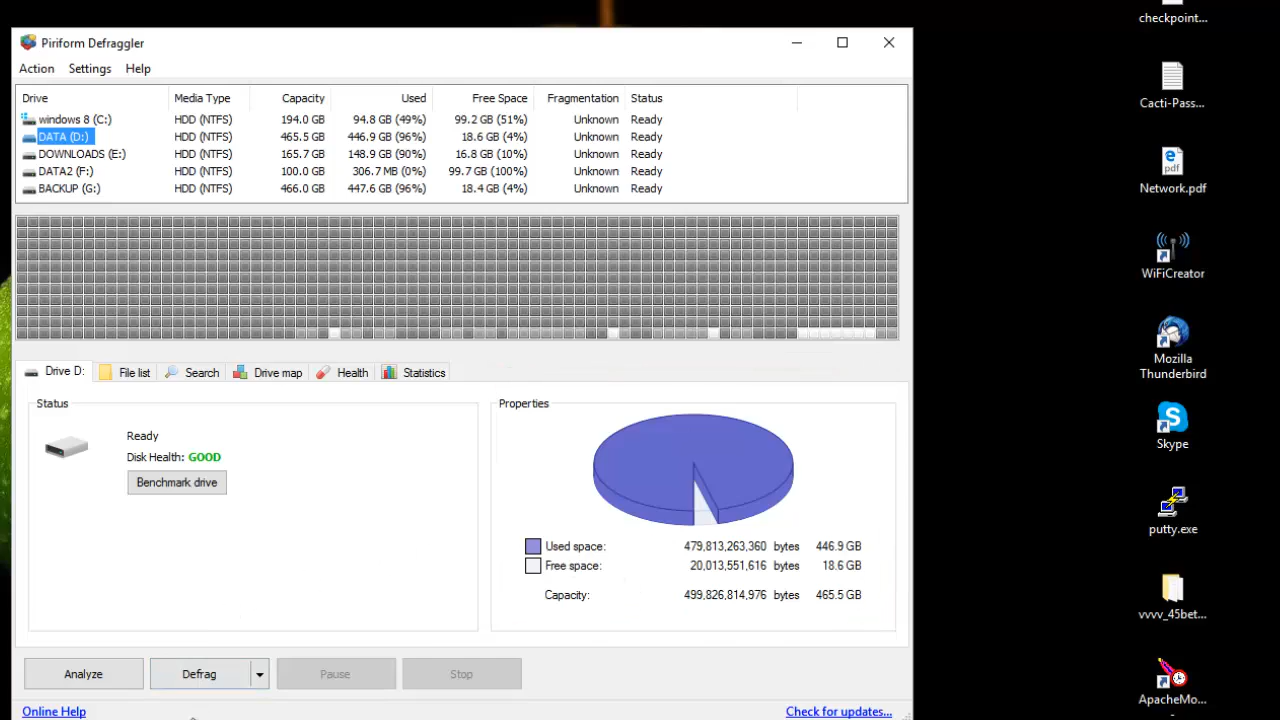 Piriform Defraggler
Action Settings Help
Drive Media Type Capacity Used Free Space Fragmentation Status
windows 8 (C:) HDD (NTFS) 194.0 GB 94.8 GB (49%) 99.2 GB (51%) Unknown Ready
DATA (D:) HDD (NTFS) 465.5 GB 446.9 GB (96%) 18.6 GB (4%) Unknown Ready
DOWNLOADS (E:) HDD (NTFS) 165.7 GB 148.9 GB (90%) 16.8 GB (10%) Unknown Ready
DATA2 (F:) HDD (NTFS) 100.0 GB 306.7 MB (0%) 99.7 GB (100%) Unknown Ready
BACKUP (G:) HDD (NTFS) 466.0 GB 447.6 GB (96%) 18.4 GB (4%) Unknown Ready
Drive D: File list Search Drive map Health Statistics
Status
Ready
Disk Health: GOOD
Benchmark drive
Properties
Used space: 479,813,263,360 bytes 446.9 GB
Free space: 20,013,551,616 bytes 18.6 GB
Capacity: 499,826,814,976 bytes 465.5 GB
Analyze Defrag Pause Stop
Online Help Check for updates...
checkpoint...
Cacti-Pass...
pdf
Network.pdf
WiFiCreator
Mozilla
Thunderbird
Skype
putty.exe
vvvv_45bet...
ApacheMo...